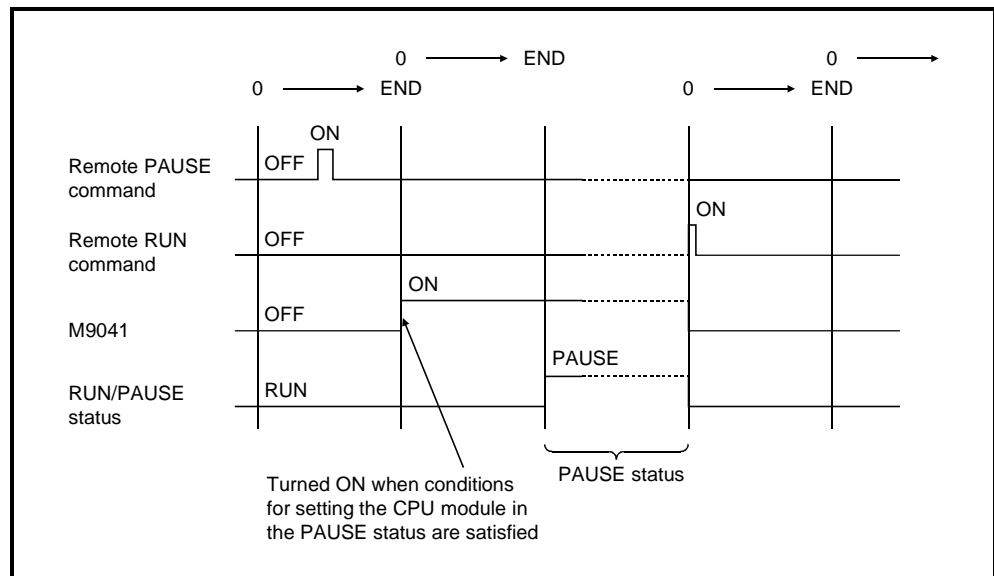 0 → END 0 →
0 → END 0 → END
ON
Remote PAUSE command OFF
ON
Remote RUN command OFF
ON
M9041 OFF
PAUSE
RUN/PAUSE status RUN
PAUSE status
Turned ON when conditions
for setting the CPU module in
the PAUSE status are satisfied